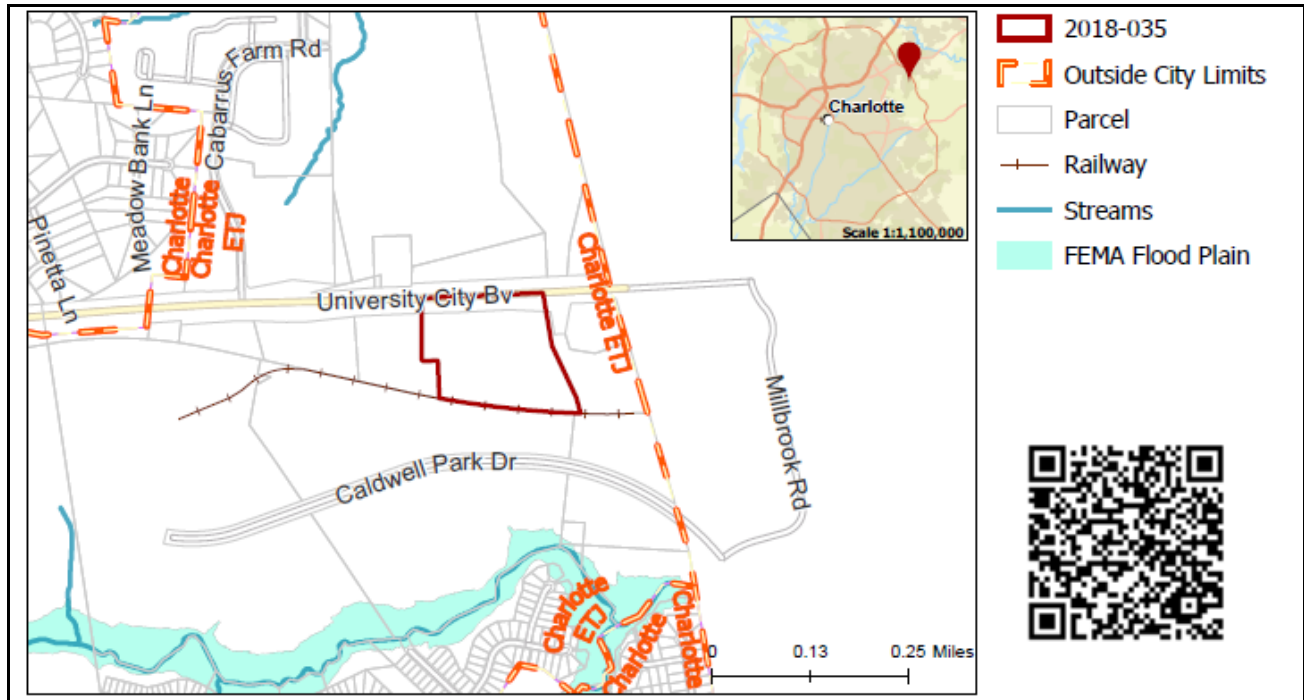 Cabarrus Farm Rd
Meadow Bank Ln
Pinetta Ln
Charlotte
Charlotte
ETJ
University City Bv
Charlotte ETJ
Millbrook Rd
Caldwell Park Dr
Charlotte
ETJ
Charlotte
Charlotte
0 0.13 0.25 Miles
Charlotte
Scale 1:1,100,000
2018-035
Outside City Limits
Parcel
Railway
Streams
FEMA Flood Plain